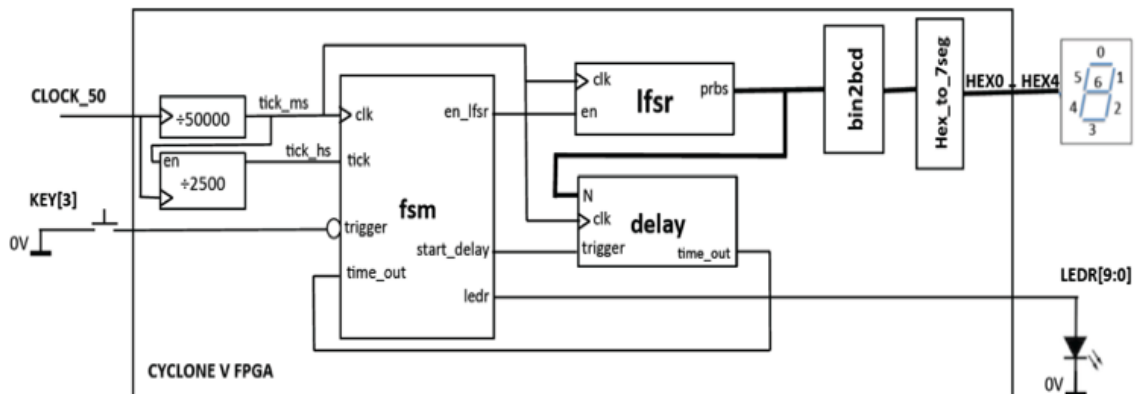 CLOCK_50
÷50000
tick_ms
en
÷2500
tick_hs
KEY[3]
0V
clk
tick
fsm
trigger
time_out
en_lfsr
start_delay
ledr
clk
lfsr
prbs
en
N
clk
delay
trigger
time_out
bin2bcd
Hex_to_7seg
HEX0 - HEX4
0
5 6 1
4 2
3
LEDR[9:0]
0V
CYCLONE V FPGA